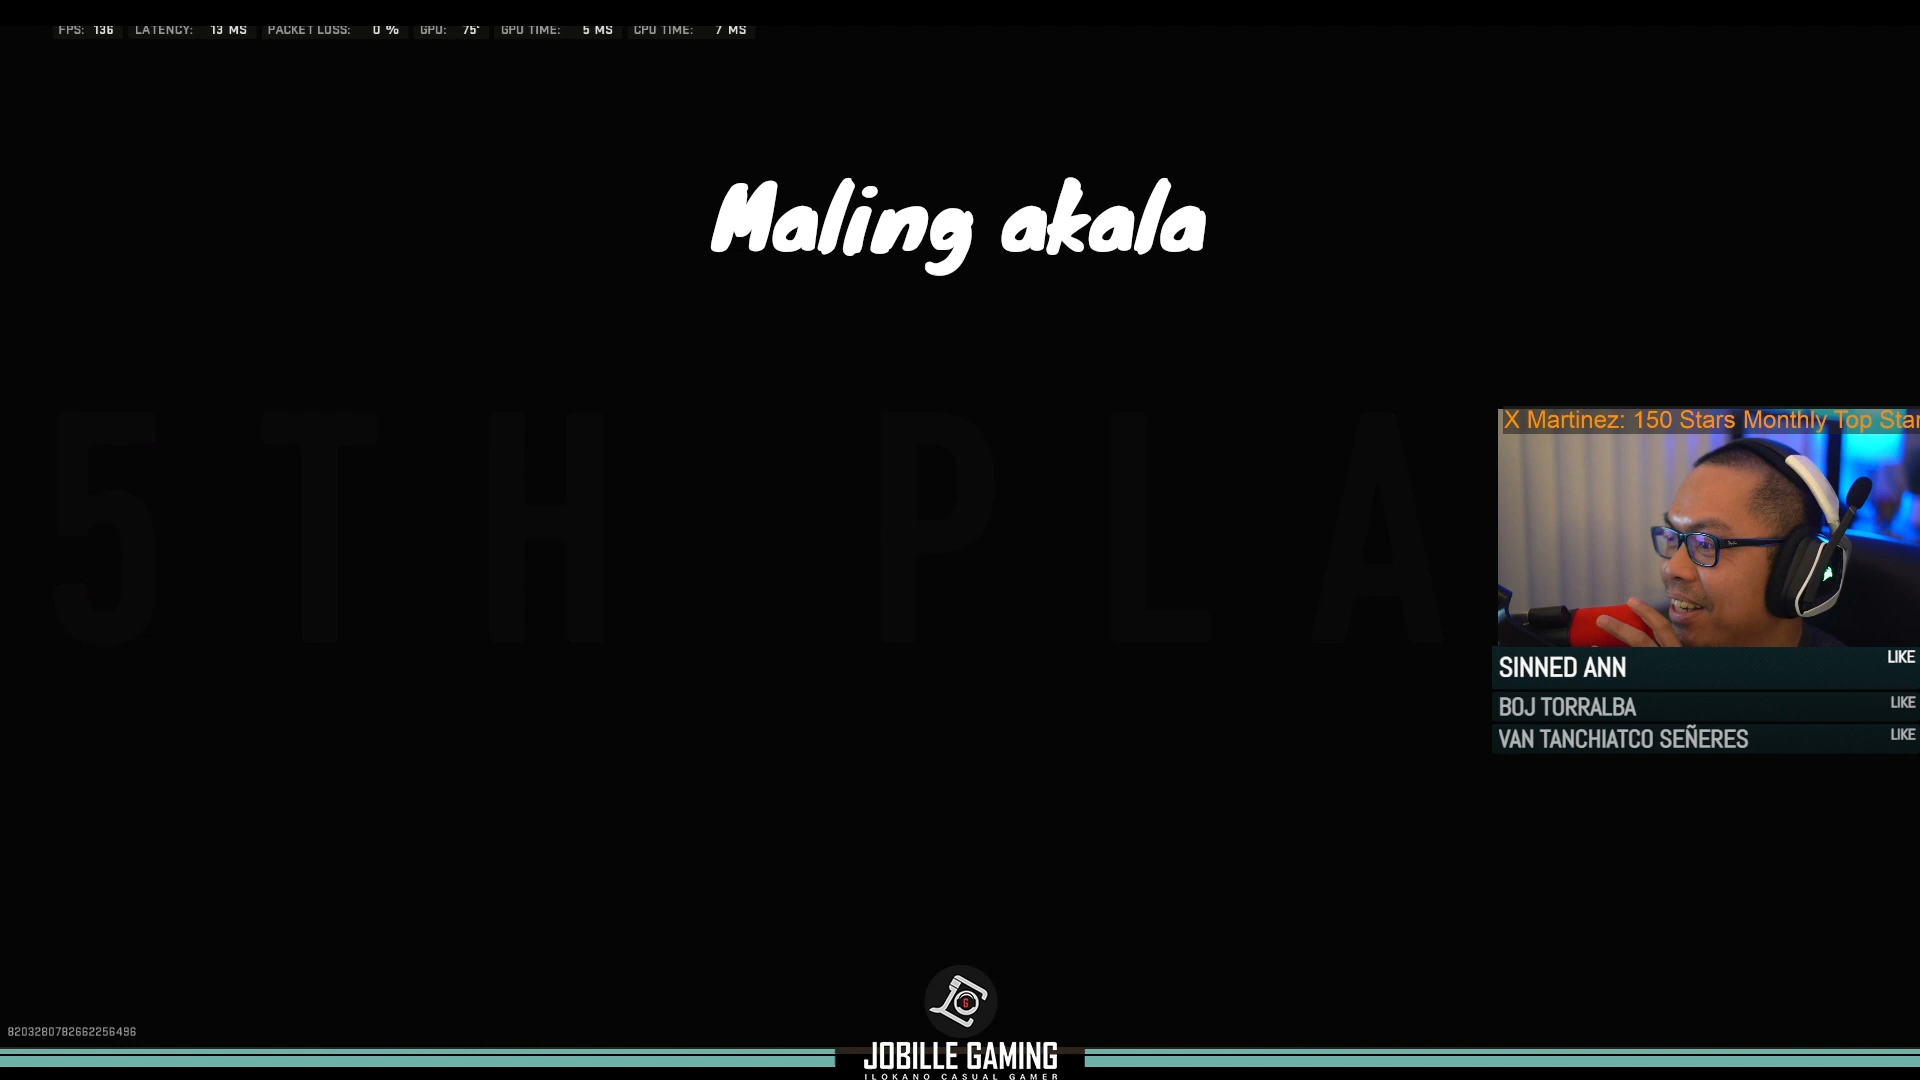 FPS: 136 LATENCY: 13 MS PACKET LOSS: 0 % GPU: 75° GPU TIME: 5 MS CPU TIME: 7 MS
Maling akala
5TH PLA
X Martinez: 150 Stars Monthly Top Star
SINNED ANN LIKE
BOJ TORRALBA LIKE
VAN TANCHIATCO SEÑERES LIKE
8203280782662256496
JOBILLE GAMING
ILOKANO CASUAL GAMER